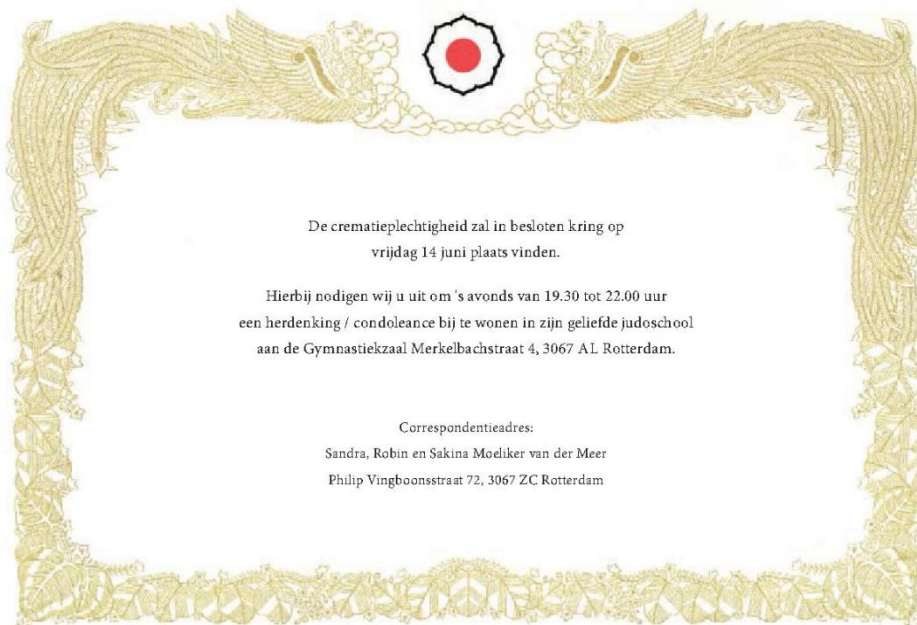 De crematieplechtigheid zal in besloten kring op
vrijdag 14 juni plaats vinden.
Hierbij nodigen wij u uit om 's avonds van 19.30 tot 22.00 uur
een herdenking / condoleance bij te wonen in zijn geliefde judoschool
aan de Gymnastiekzaal Merkelbachstraat 4, 3067 AL Rotterdam.
Correspondentieadres:
Sandra, Robin en Sakina Moeliker van der Meer
Philip Vingboonsstraat 72, 3067 ZC Rotterdam